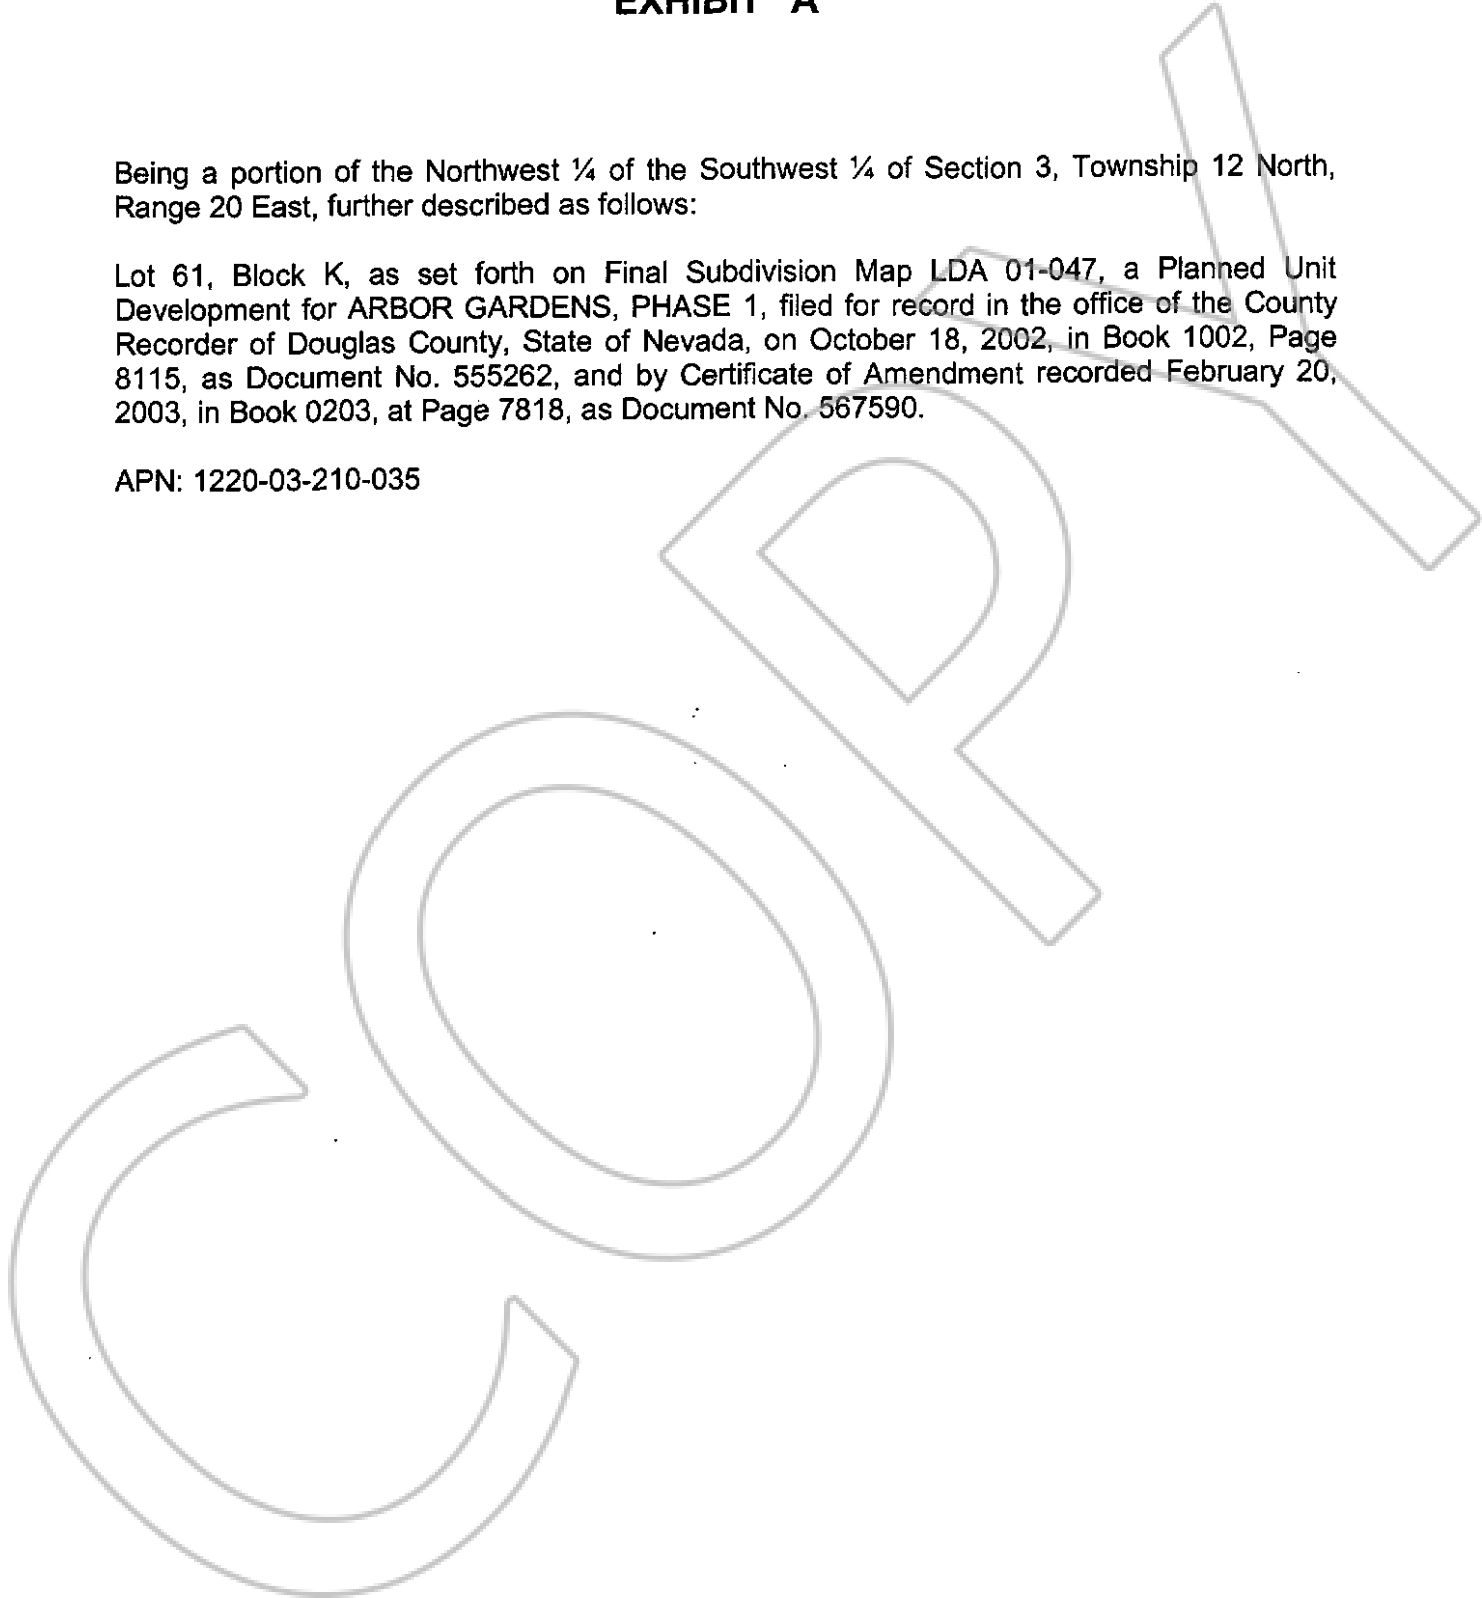 EXHIBIT "A"
Being a portion of the Northwest ¼ of the Southwest ¼ of Section 3, Township 12 North,
Range 20 East, further described as follows:
Lot 61, Block K, as set forth on Final Subdivision Map LDA 01-047, a Planned Unit
Development for ARBOR GARDENS, PHASE 1, filed for record in the office of the County
Recorder of Douglas County, State of Nevada, on October 18, 2002, in Book 1002, Page
8115, as Document No. 555262, and by Certificate of Amendment recorded February 20,
2003, in Book 0203, at Page 7818, as Document No. 567590.
APN: 1220-03-210-035
COPY